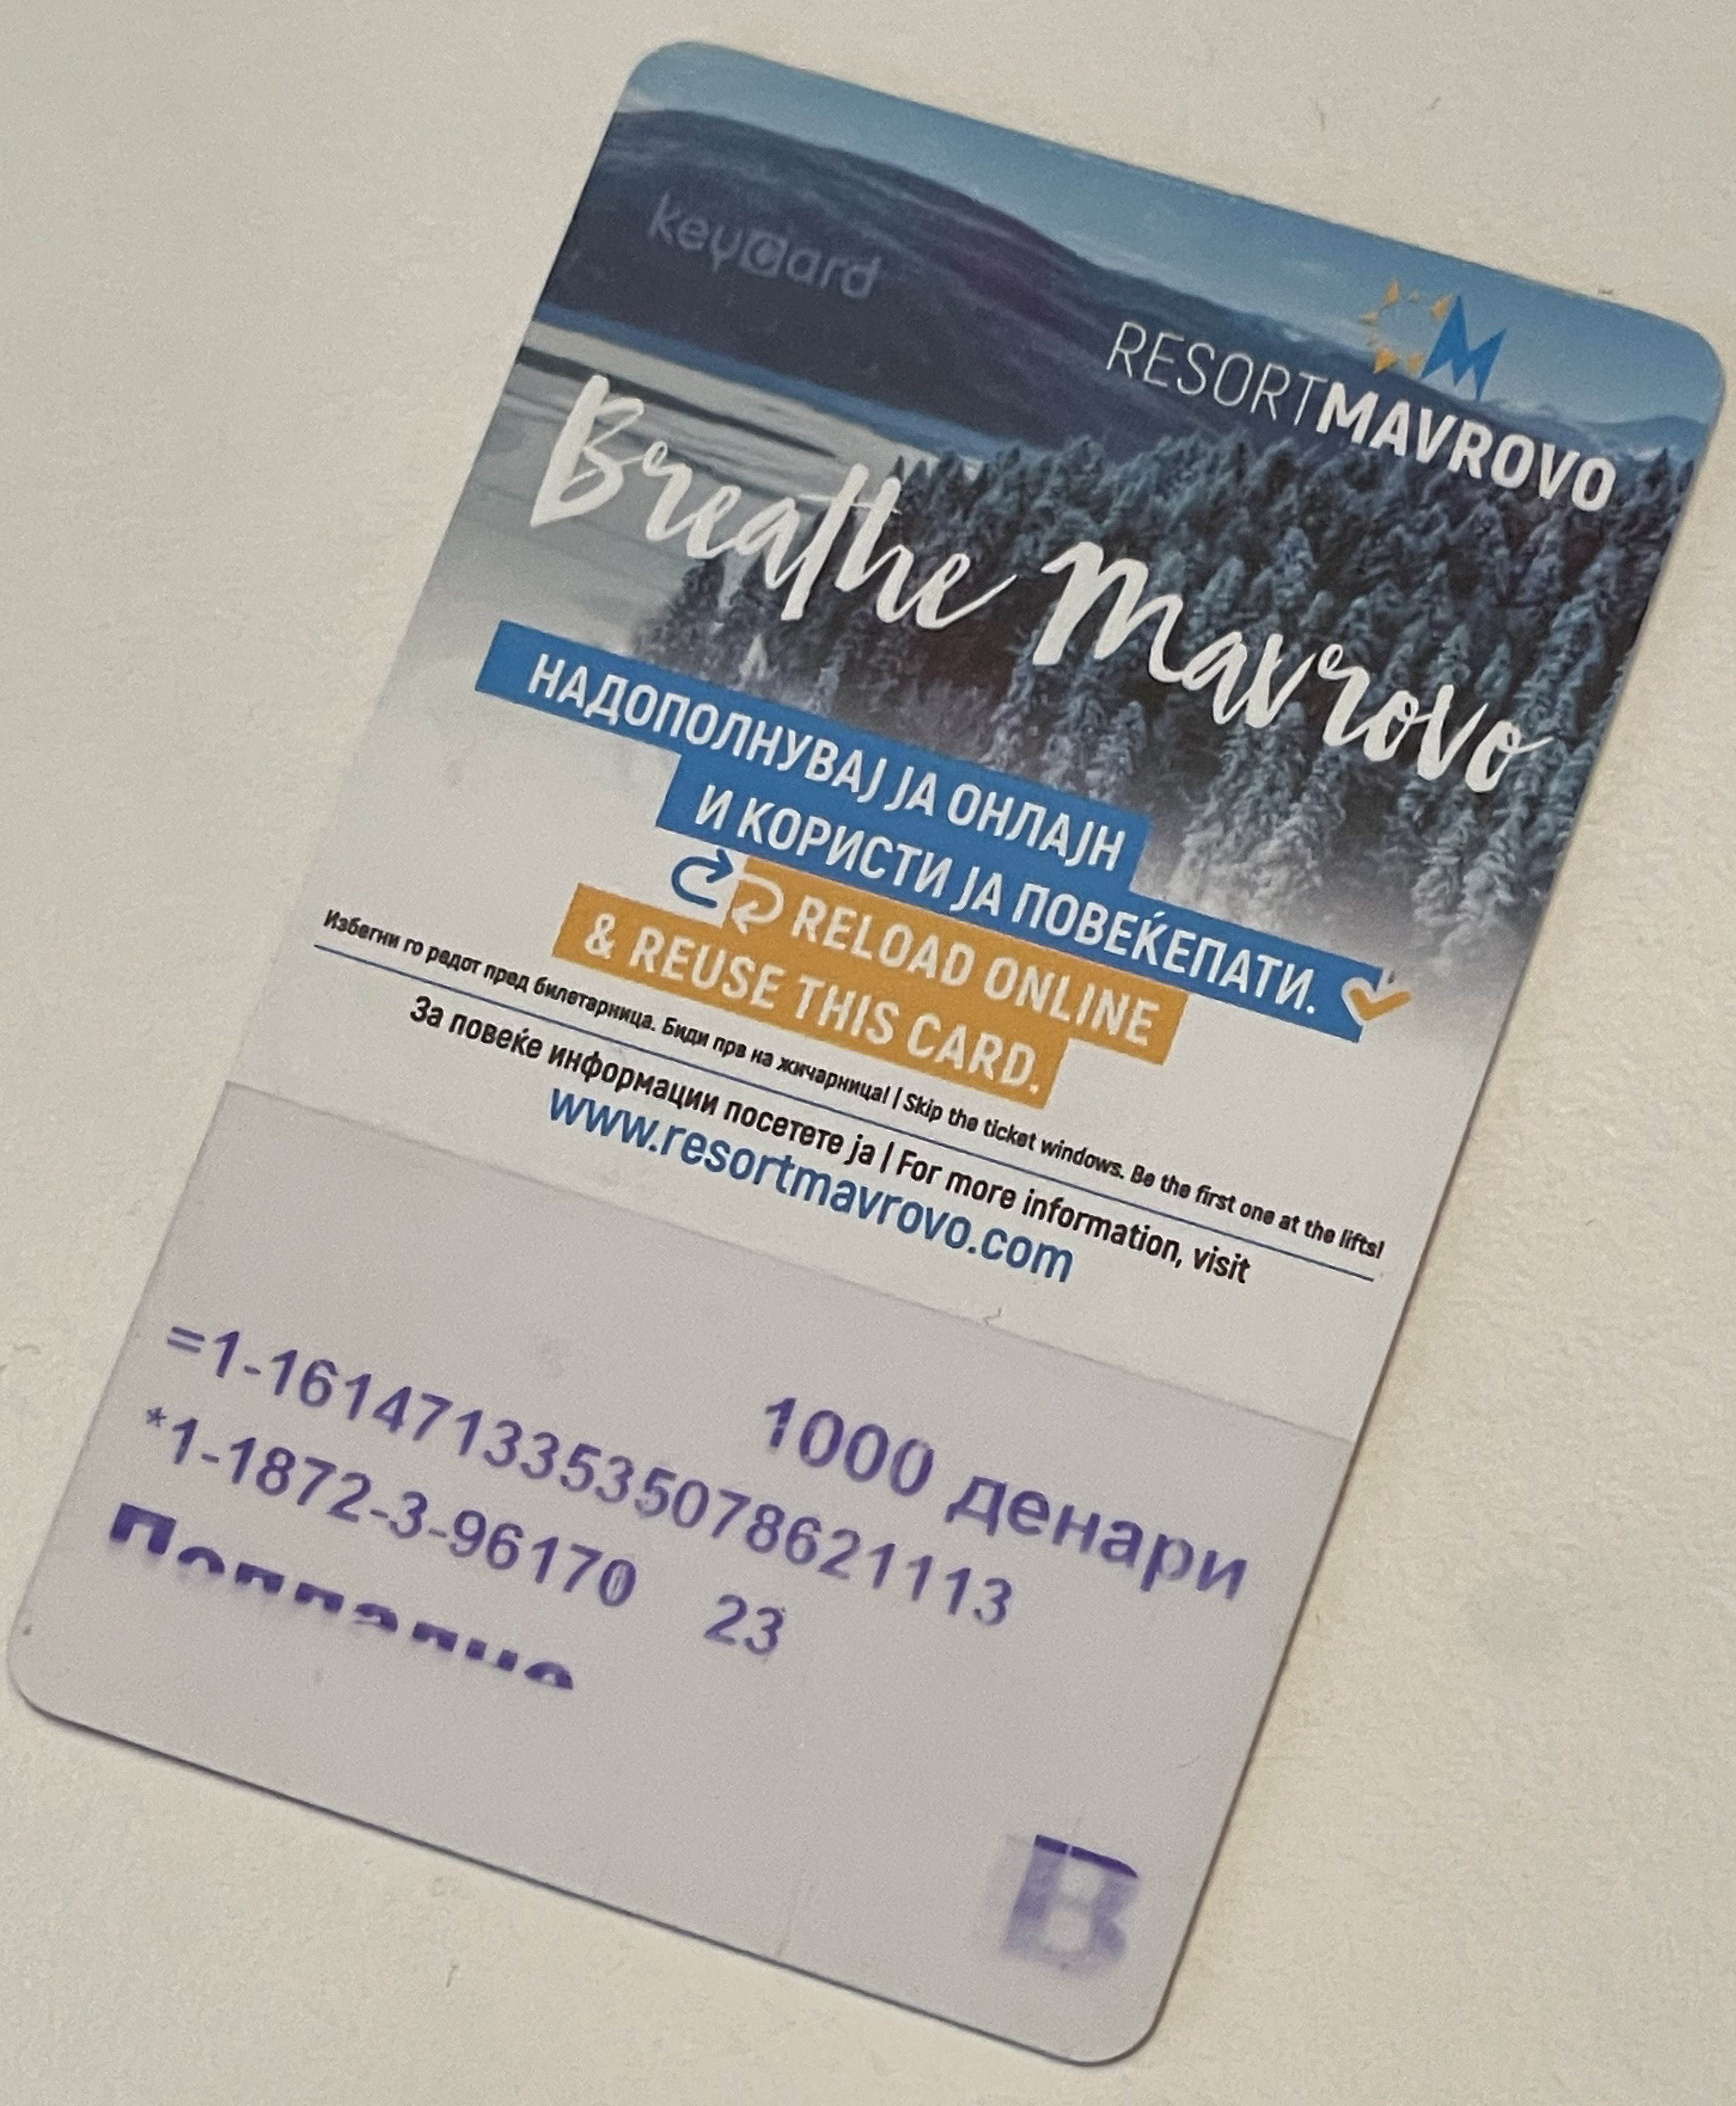 keycard
RESORTMAVROVO
Breathe Mavrovo
НАДОПОЛНУВАЈ ЈА ОНЛАЈН
И КОРИСТИ ЈА ПОВЕЌЕПАТИ.
RELOAD ONLINE
& REUSE THIS CARD.
Избегни го редот пред билетарница. Биди прв на жичарница! | Skip the ticket windows. Be the first one at the lifts!
За повеќе информации посетете ја | For more information, visit
www.resortmavrovo.com
1000 денари
=1-16147133535078621113
*1-1872-3-96170 23
B